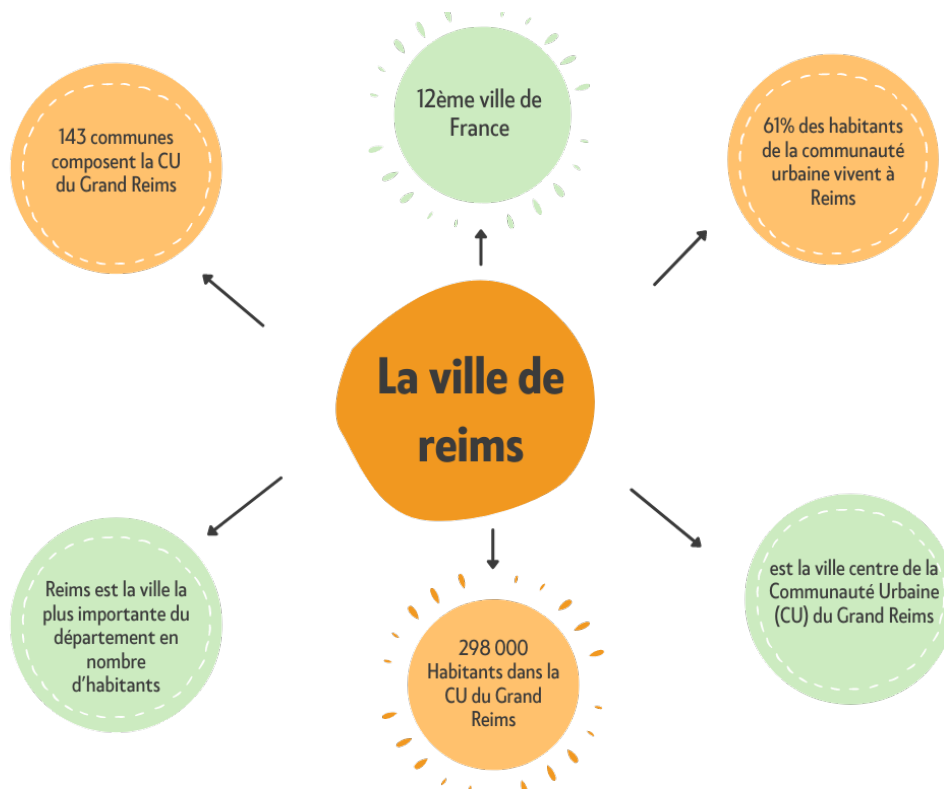 12ème ville de
France
143 communes
composent la CU
du Grand Reims
61% des habitants
de la communauté
urbaine vivent à
Reims
La ville de
reims
Reims est la ville la
plus importante du
département en
nombre
d'habitants
298 000
Habitants dans la
CU du Grand
Reims
est la ville centre de la
Communauté Urbaine
(CU) du Grand Reims